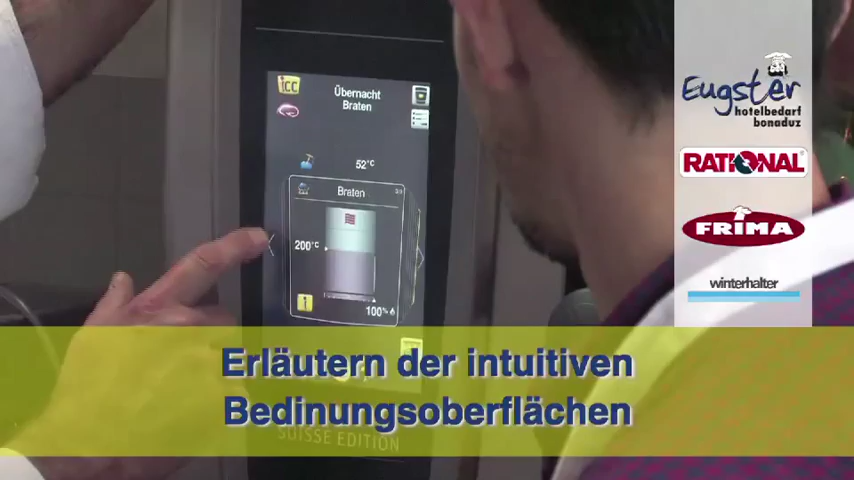 icc
Übernacht
Braten
52°C
Braten
200°C
100%
SUISSE EDITION
Eugster
hotelbedarf
bonaduz
RATIONAL
FRIMA
winterhalter
Erläutern der intuitiven
Bedinungsoberflächen